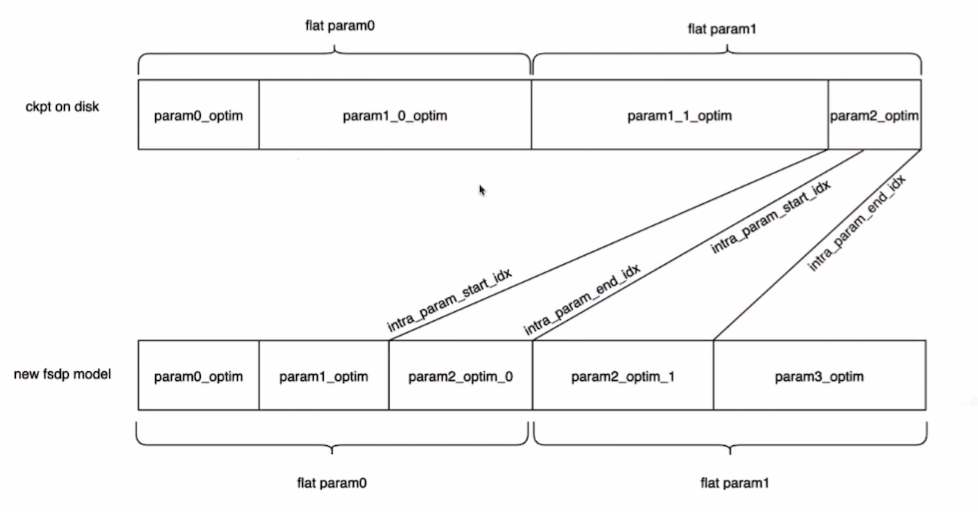 flat param0
flat param1
ckpt on disk
param0_optim
param1_0_optim
param1_1_optim
param2_optim
intra_param_start_idx
intra_param_end_idx
intra_param_start_idx
intra_param_end_idx
new fsdp model
param0_optim
param1_optim
param2_optim_0
param2_optim_1
param3_optim
flat param0
flat param1